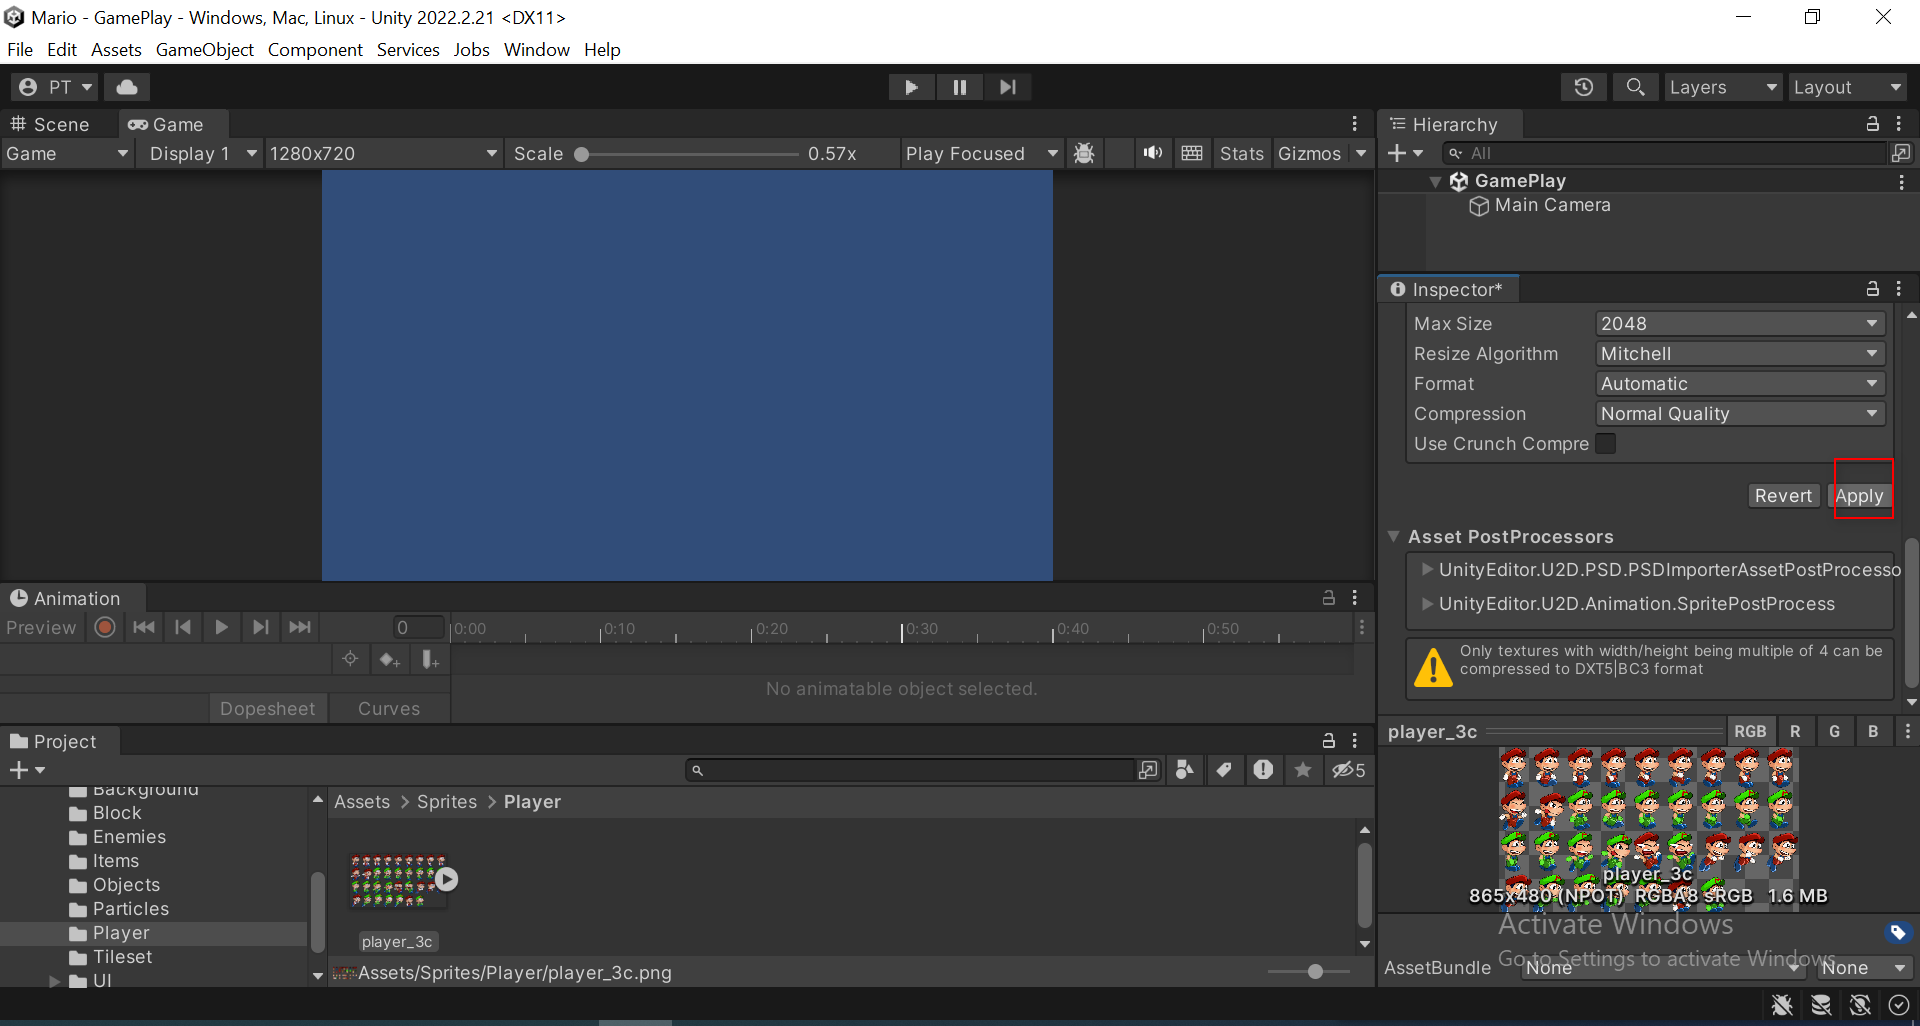 Mario - GamePlay - Windows, Mac, Linux - Unity 2022.2.21 <DX11>
File Edit Assets GameObject Component Services Jobs Window Help
PT
Layers Layout
Scene Game
Game Display 1 1280x720 Scale 0.57x Play Focused Stats Gizmos
Hierarchy
All
GamePlay
Main Camera
Inspector*
Max Size 2048
Resize Algorithm Mitchell
Format Automatic
Compression Normal Quality
Use Crunch Compre
Revert Apply
Asset PostProcessors
UnityEditor.U2D.PSD.PSDImporterAssetPostProcesso
UnityEditor.U2D.Animation.SpritePostProcess
Only textures with width/height being multiple of 4 can be
compressed to DXT5|BC3 format
Animation
Preview 0 0:00 0:10 0:20 0:30 0:40 0:50
No animatable object selected.
Dopesheet Curves
Project
5
Background
Block
Enemies
Items
Objects
Particles
Player
Tileset
UI
Assets > Sprites > Player
player_3c
Assets/Sprites/Player/player_3c.png
player_3c RGB R G B
player_3c
865x480 (NPOT) RGBA8 sRGB 1.6 MB
Activate Windows
Go to Settings to activate Windows.
AssetBundle None None